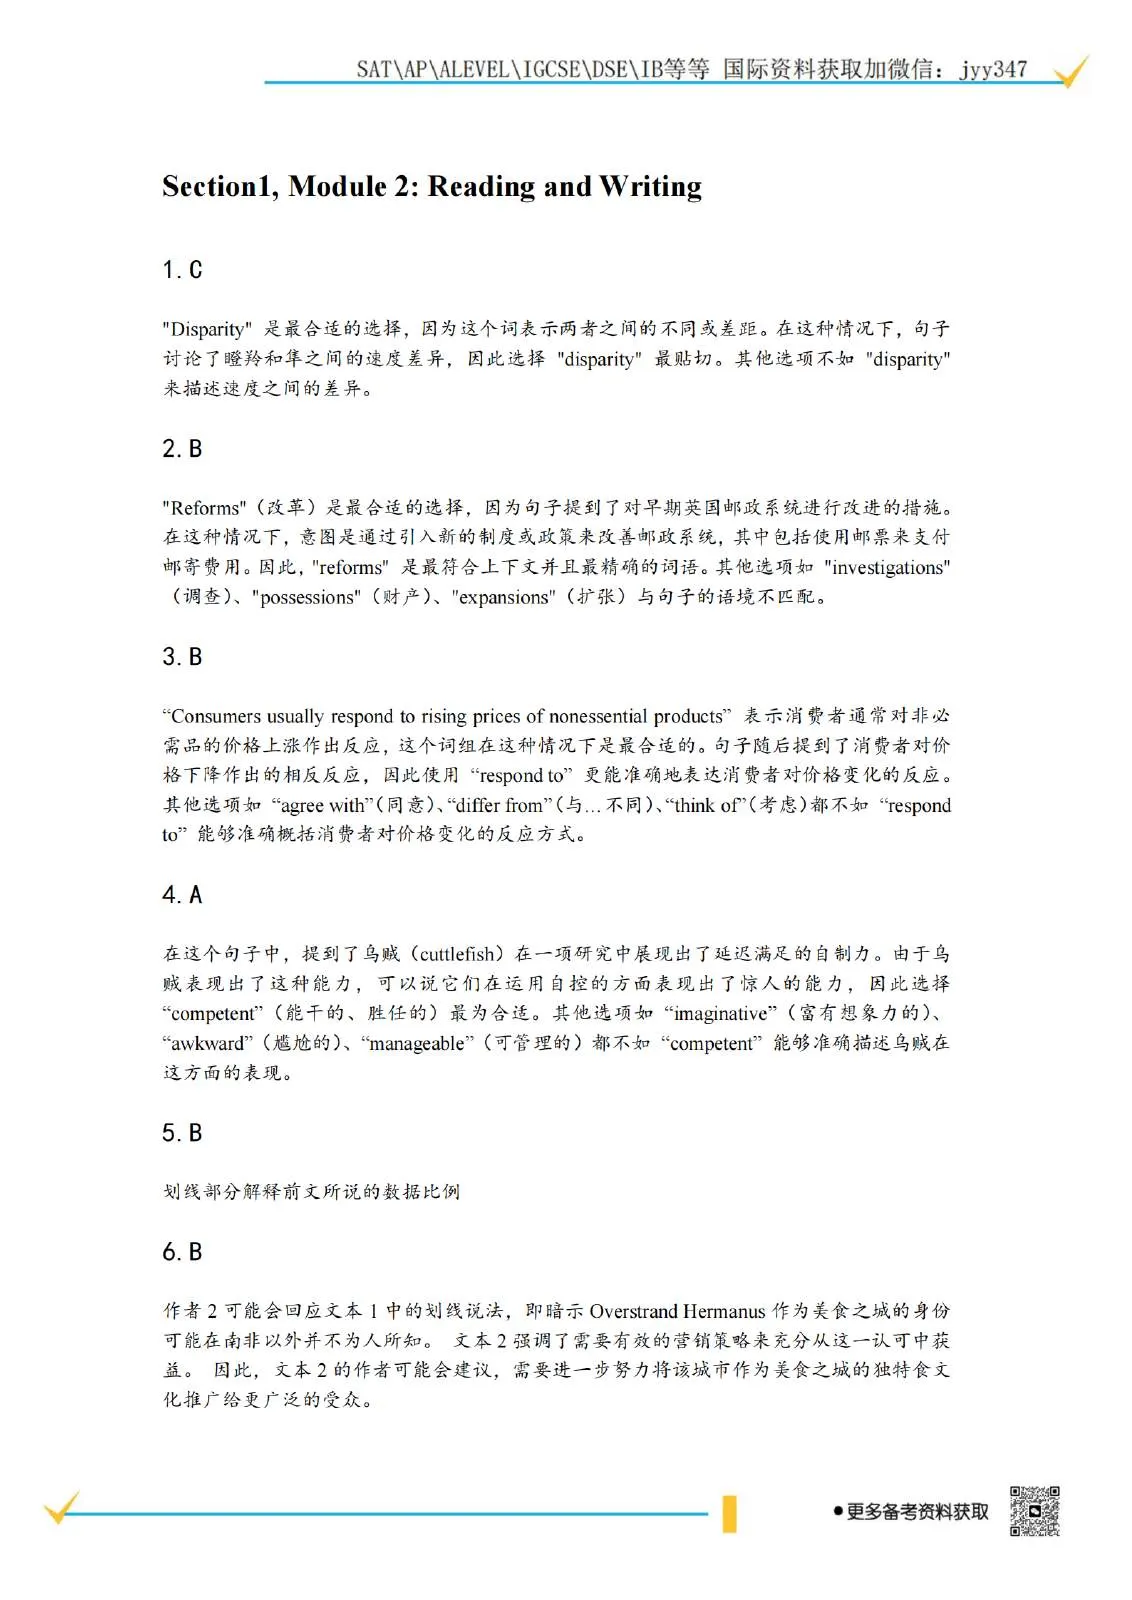 SAT\AP\ALEVEL\IGCSE\DSE\IB等等 国际资料获取加微信：jyy347
Section1, Module 2: Reading and Writing
1. C
"Disparity" 是最合适的选择，因为这个词表示两者之间的不同或差距。在这种情况下，句子
讨论了瞪羚和隼之间的速度差异，因此选择 "disparity" 最贴切。其他选项不如 "disparity"
来描述速度之间的差异。
2. B
"Reforms"（改革）是最合适的选择，因为句子提到了对早期英国邮政系统进行改进的措施。
在这种情况下，意图是通过引入新的制度或政策来改善邮政系统，其中包括使用邮票来支付
邮寄费用。因此，"reforms" 是最符合上下文并且最精确的词语。其他选项如 "investigations"
（调查）、"possessions"（财产）、"expansions"（扩张）与句子的语境不匹配。
3. B
“Consumers usually respond to rising prices of nonessential products” 表示消费者通常对非必
需品的价格上涨作出反应，这个词组在这种情况下是最合适的。句子随后提到了消费者对价
格下降作出的相反反应，因此使用 “respond to” 更能准确地表达消费者对价格变化的反应。
其他选项如 “agree with”（同意）、“differ from”（与…不同）、“think of”（考虑）都不如 “respond
to” 能够准确概括消费者对价格变化的反应方式。
4. A
在这个句子中，提到了乌贼（cuttlefish）在一项研究中展现出了延迟满足的自制力。由于乌
贼表现出了这种能力，可以说它们在运用自控的方面表现出了惊人的能力，因此选择
“competent”（能干的、胜任的）最为合适。其他选项如 “imaginative”（富有想象力的）、
“awkward”（尴尬的）、“manageable”（可管理的）都不如 “competent” 能够准确描述乌贼在
这方面的表现。
5. B
划线部分解释前文所说的数据比例
6. B
作者 2 可能会回应文本 1 中的划线说法，即暗示 Overstrand Hermanus 作为美食之城的身份
可能在南非以外并不为人所知。 文本 2 强调了需要有效的营销策略来充分从这一认可中获
益。 因此，文本 2 的作者可能会建议，需要进一步努力将该城市作为美食之城的独特食文
化推广给更广泛的受众。
●更多备考资料获取